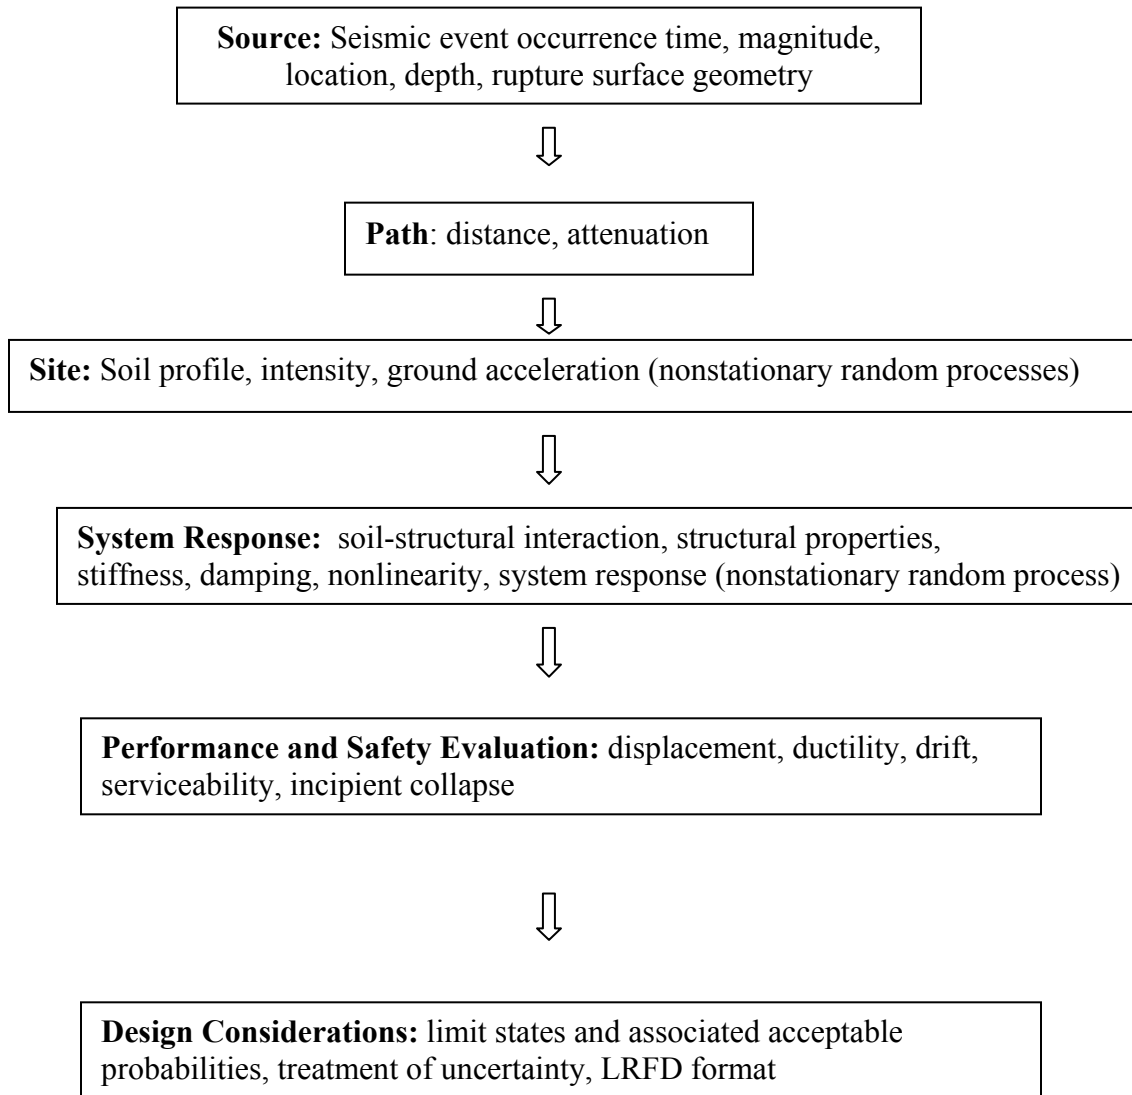 Source: Seismic event occurrence time, magnitude,
location, depth, rupture surface geometry
Path: distance, attenuation
Site: Soil profile, intensity, ground acceleration (nonstationary random processes)
System Response: soil-structural interaction, structural properties,
stiffness, damping, nonlinearity, system response (nonstationary random process)
Performance and Safety Evaluation: displacement, ductility, drift,
serviceability, incipient collapse
Design Considerations: limit states and associated acceptable
probabilities, treatment of uncertainty, LRFD format